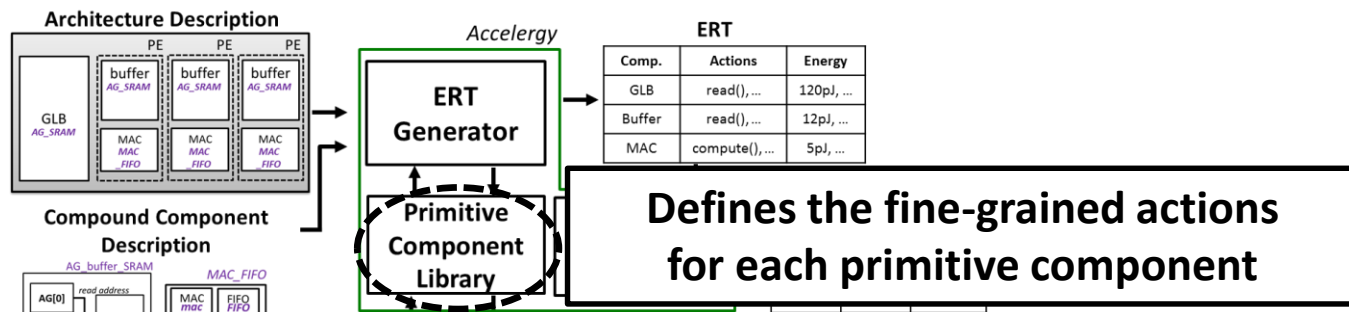 Architecture Description
PE PE PE
GLB
AG_SRAM
buffer
AG_SRAM
buffer
AG_SRAM
buffer
AG_SRAM
MAC
MAC
_FIFO
MAC
MAC
_FIFO
MAC
MAC
_FIFO
Compound Component
Description
AG_buffer_SRAM
AG[0]
read address
MAC_FIFO
MAC
mac
FIFO
FIFO
Accelergy
ERT
Generator
Primitive
Component
Library
ERT
Comp. Actions Energy
GLB read(), ... 120pJ, ...
Buffer read(), ... 12pJ, ...
MAC compute(), ... 5pJ, ...
Defines the fine-grained actions
for each primitive component